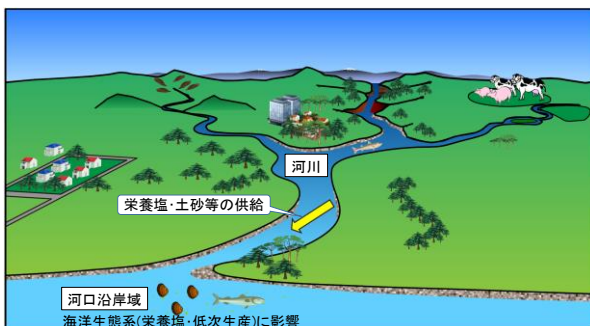 河川
栄養塩・土砂等の供給
河口沿岸域
海洋生態系(栄養塩・低次生産)に影響